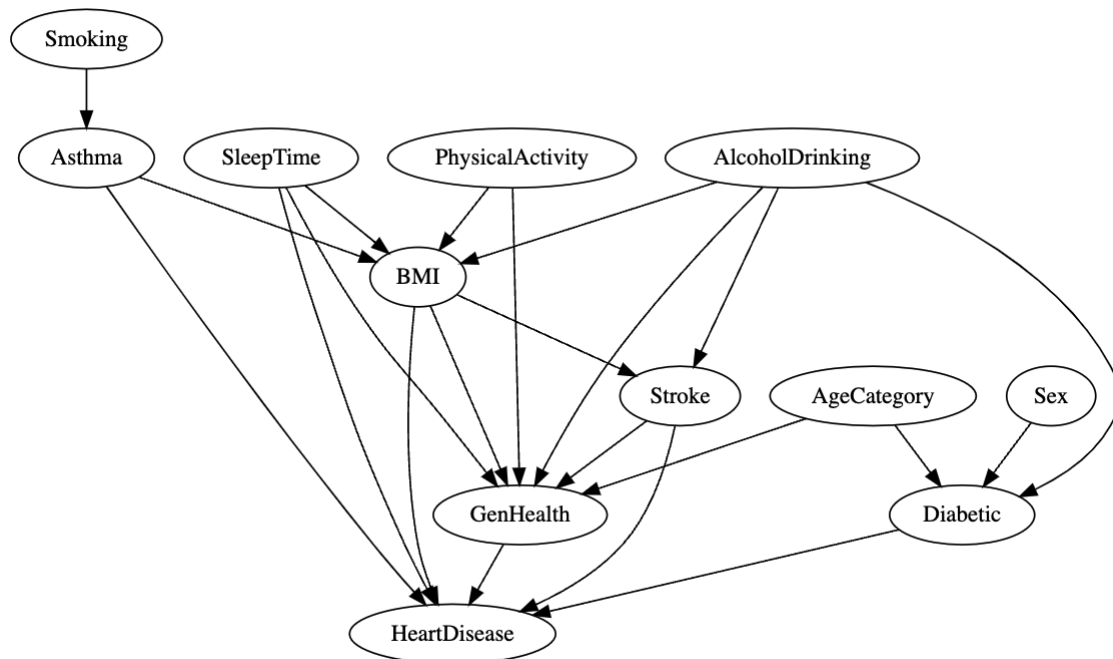 Smoking
Asthma
SleepTime
PhysicalActivity
AlcoholDrinking
BMI
Stroke
AgeCategory
Sex
GenHealth
Diabetic
HeartDisease